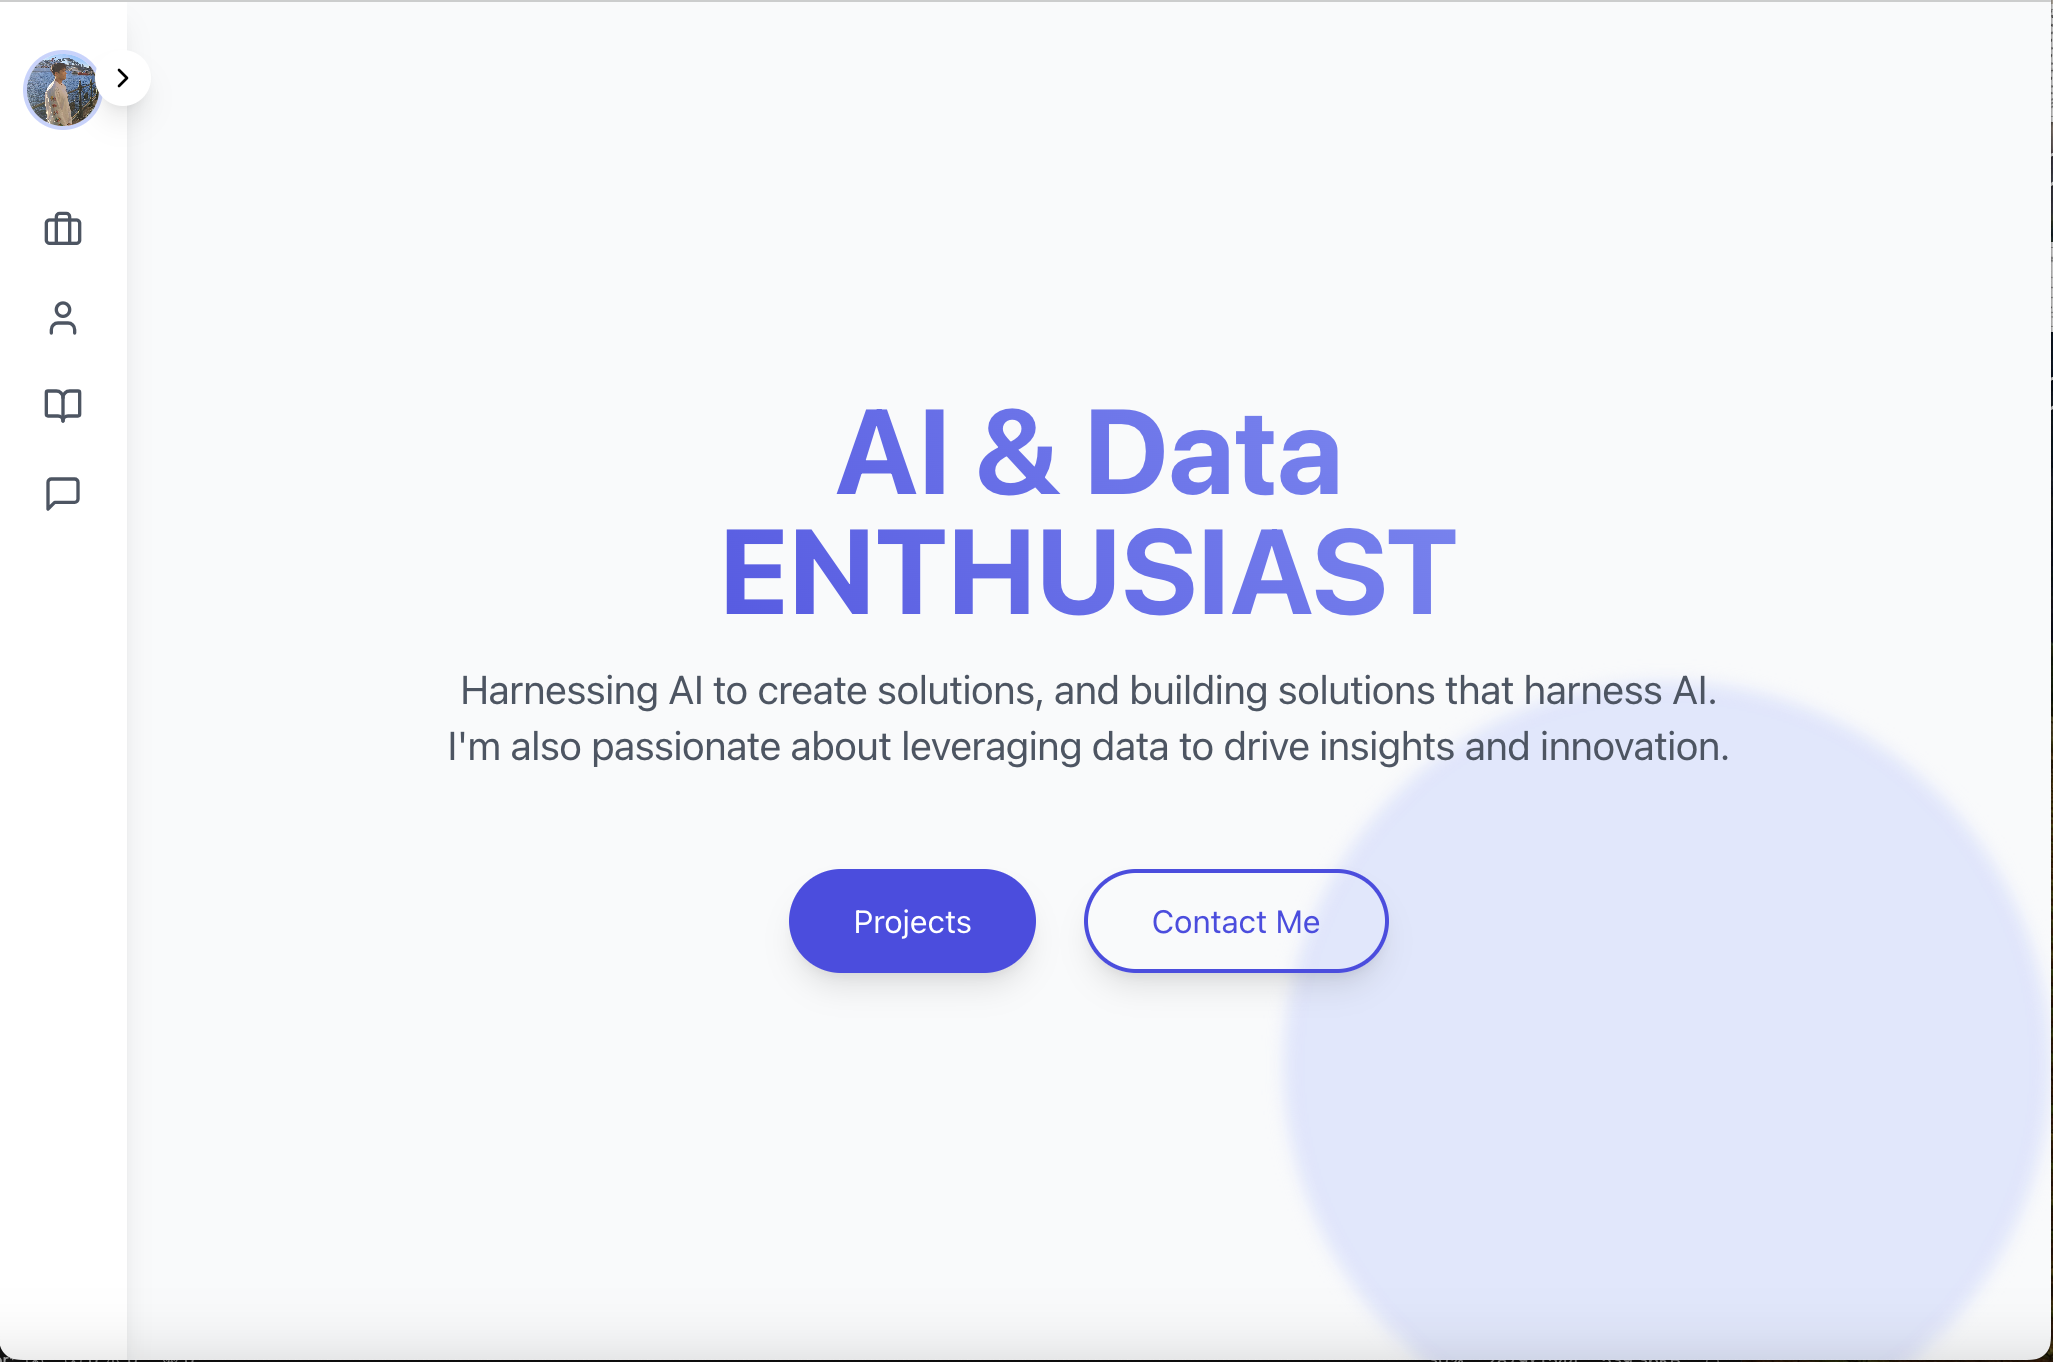 AI & Data
ENTHUSIAST
Harnessing AI to create solutions, and building solutions that harness AI.
I'm also passionate about leveraging data to drive insights and innovation.
Projects
Contact Me